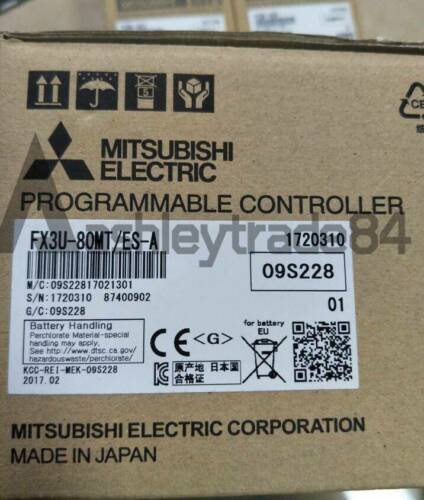 5
MITSUBISHI
ELECTRIC
PROGRAMMABLE CONTROLLER
Ashleytrade84
FX3U-80MT/ES-A 1720310
09S228
M/C:09S22817021301
S/N:1720310 87400902
01
G/C:09S228
Battery Handling
Perchlorate Material-special
handling may apply.
See http://www.dtsc.ca.gov/
hazardouswaste/perchlorate/
CE <G> for battery
EU
KCC-REI-MEK-09S228
2017.02
原产地 日本国
合格证
MITSUBISHI ELECTRIC CORPORATION
MADE IN JAPAN